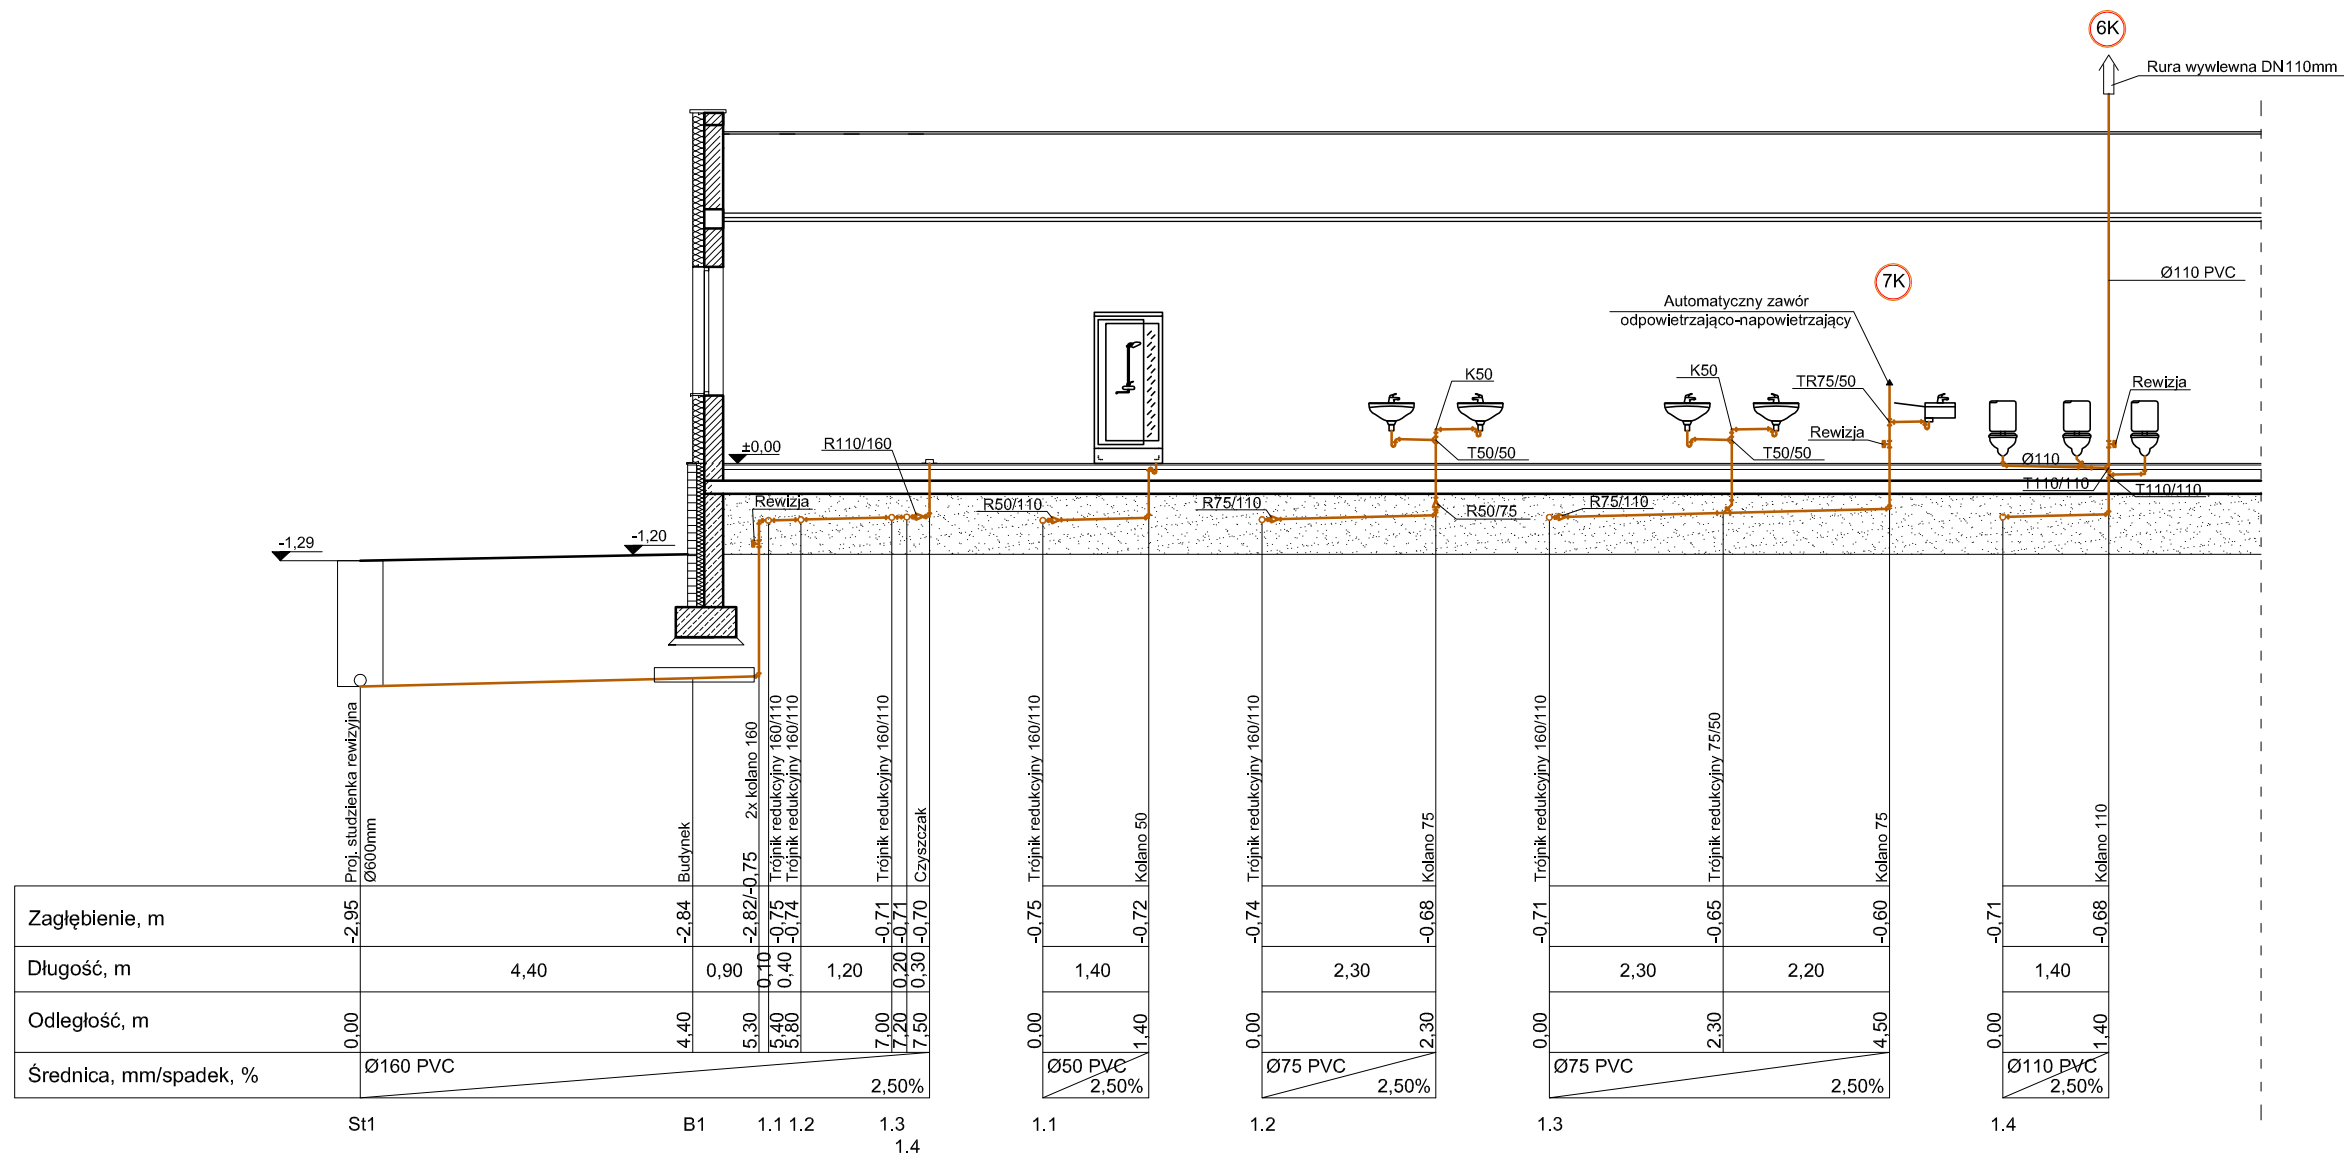 6K
Rura wywiewna DN110mm
Ø110 PVC
7K
Automatyczny zawór
odpowietrzająco-napowietrzający
K50
K50
TR75/50
Rewizja
±0,00
R110/160
T50/50
Rewizja
T50/50
Ø110
T110/110
T110/110
Rewizja
R50/110
R75/110
R50/75
R75/110
-1,29
-1,20
Proj. studzienka rewizyjna
Ø600mm
Budynek
2x kolano 160
Trójnik redukcyjny 160/110
Trójnik redukcyjny 160/110
Trójnik redukcyjny 160/110
Czyszczak
Trójnik redukcyjny 160/110
Kolano 50
Trójnik redukcyjny 160/110
Kolano 75
Trójnik redukcyjny 160/110
Trójnik redukcyjny 75/50
Kolano 75
Kolano 110
Zagłębienie, m
-2,95
-2,84
-2,82/-0,75
-0,75
-0,74
-0,71
-0,71
-0,70
-0,75
-0,72
-0,74
-0,68
-0,71
-0,65
-0,60
-0,71
-0,68
Długość, m
4,40
0,90
0,10
0,40
1,20
0,20
0,30
1,40
2,30
2,30
2,20
1,40
Odległość, m
0,00
4,40
5,30
5,40
5,80
7,00
7,20
7,50
0,00
1,40
0,00
2,30
0,00
2,30
4,50
0,00
1,40
Średnica, mm/spadek, %
Ø160 PVC
2,50%
Ø50 PVC
2,50%
Ø75 PVC
2,50%
Ø75 PVC
2,50%
Ø110 PVC
2,50%
St1
B1
1.1
1.2
1.3
1.4
1.1
1.2
1.3
1.4